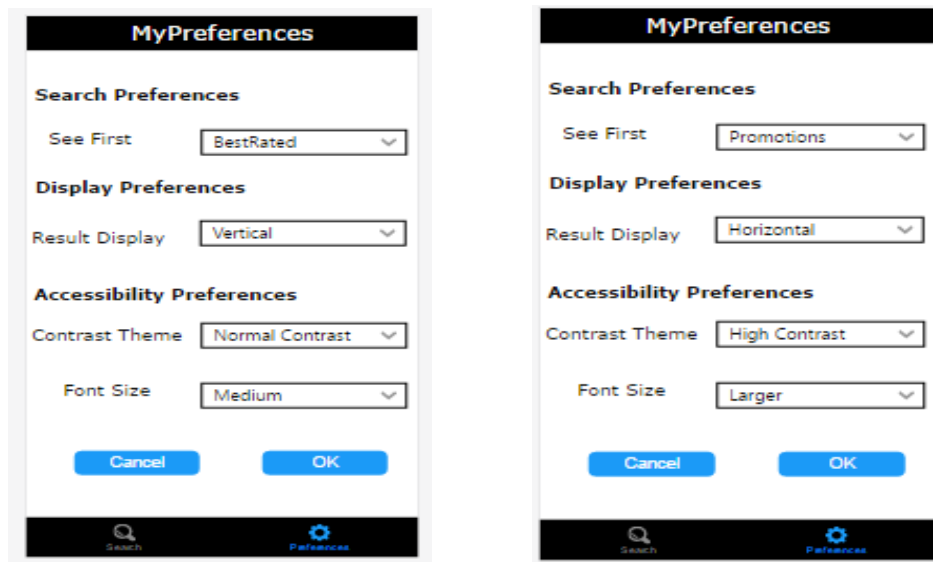 MyPreferences
Search Preferences
See First BestRated
Display Preferences
Result Display Vertical
Accessibility Preferences
Contrast Theme Normal Contrast
Font Size Medium
Cancel OK
Search Preferences
MyPreferences
Search Preferences
See First Promotions
Display Preferences
Result Display Horizontal
Accessibility Preferences
Contrast Theme High Contrast
Font Size Larger
Cancel OK
Search Preferences